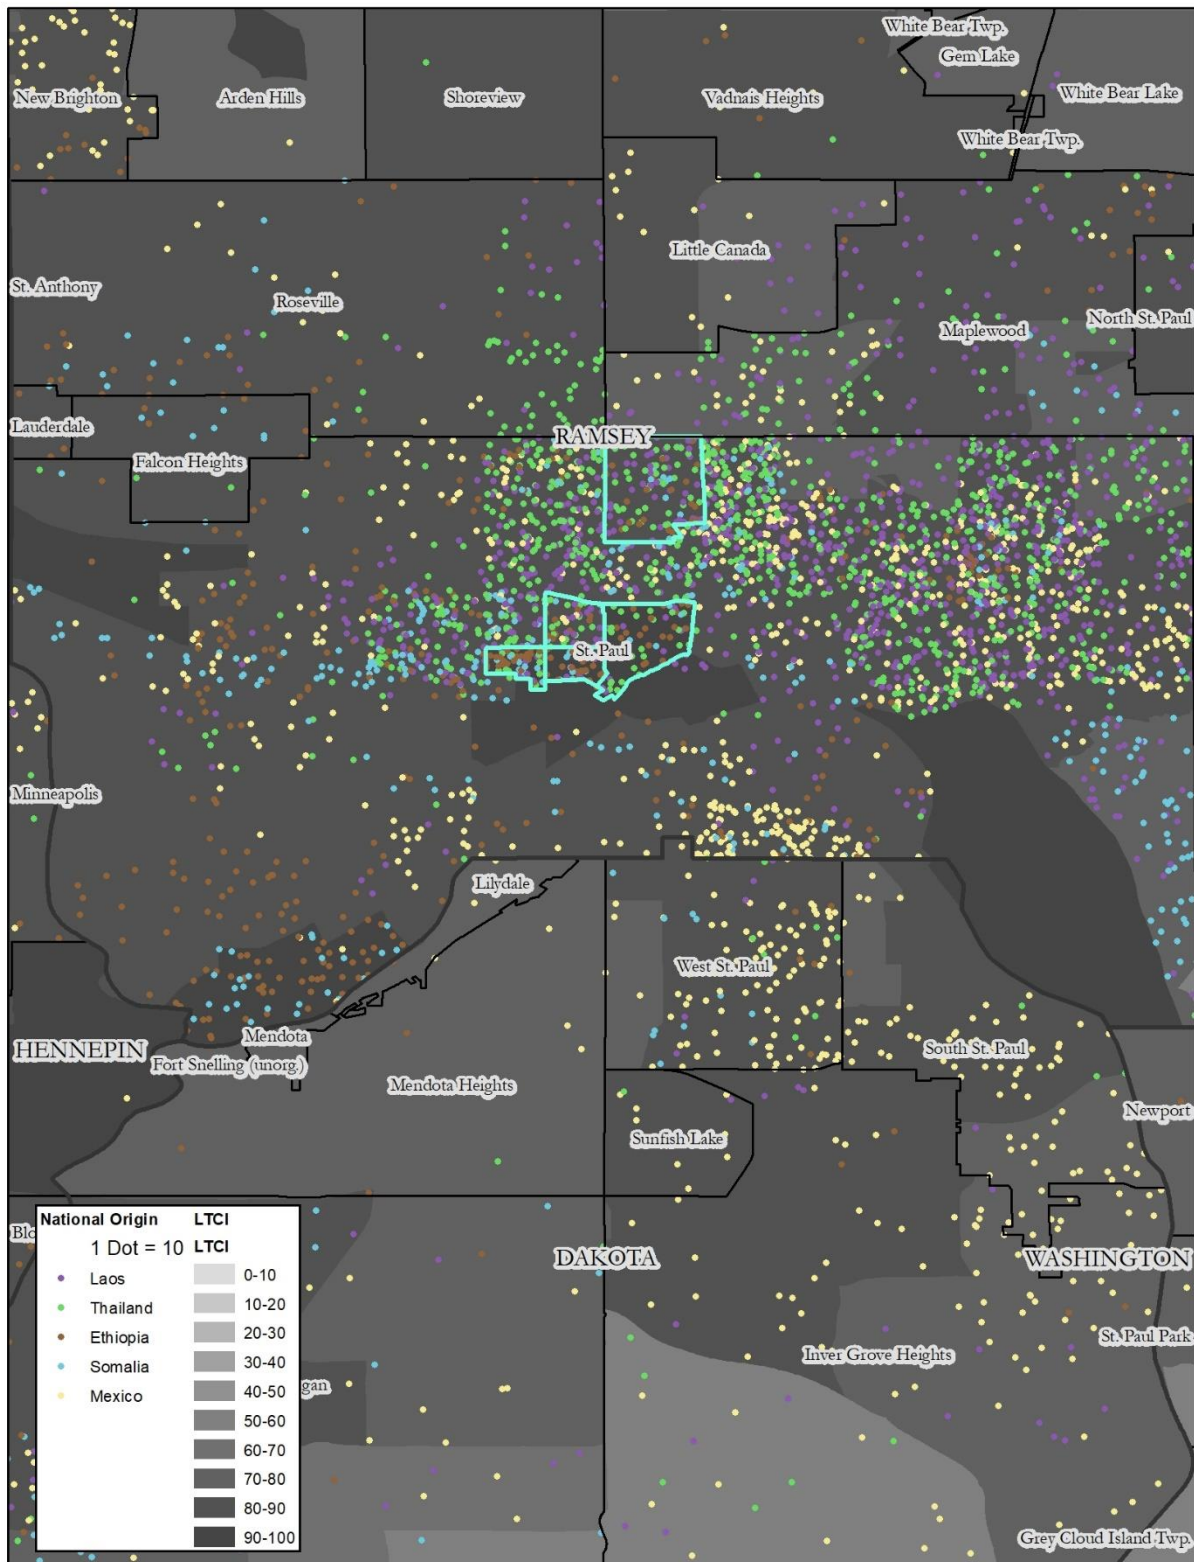 White Bear Twp.
Gem Lake
New Brighton
Arden Hills
Shoreview
Vadnais Heights
White Bear Lake
White Bear Twp.
Little Canada
St. Anthony
Roseville
Maplewood
North St. Paul
Lauderdale
RAMSEY
Falcon Heights
St. Paul
Minneapolis
Lilydale
West St. Paul
Mendota
HENNEPIN
Fort Snelling (unorg.)
South St. Paul
Mendota Heights
Newport
Sunfish Lake
Blo
DAKOTA
WASHINGTON
St. Paul Park
Inver Grove Heights
gan
Grey Cloud Island Twp.
National Origin
1 Dot = 10
Laos
Thailand
Ethiopia
Somalia
Mexico
LTCI
LTCI
0-10
10-20
20-30
30-40
40-50
50-60
60-70
70-80
80-90
90-100